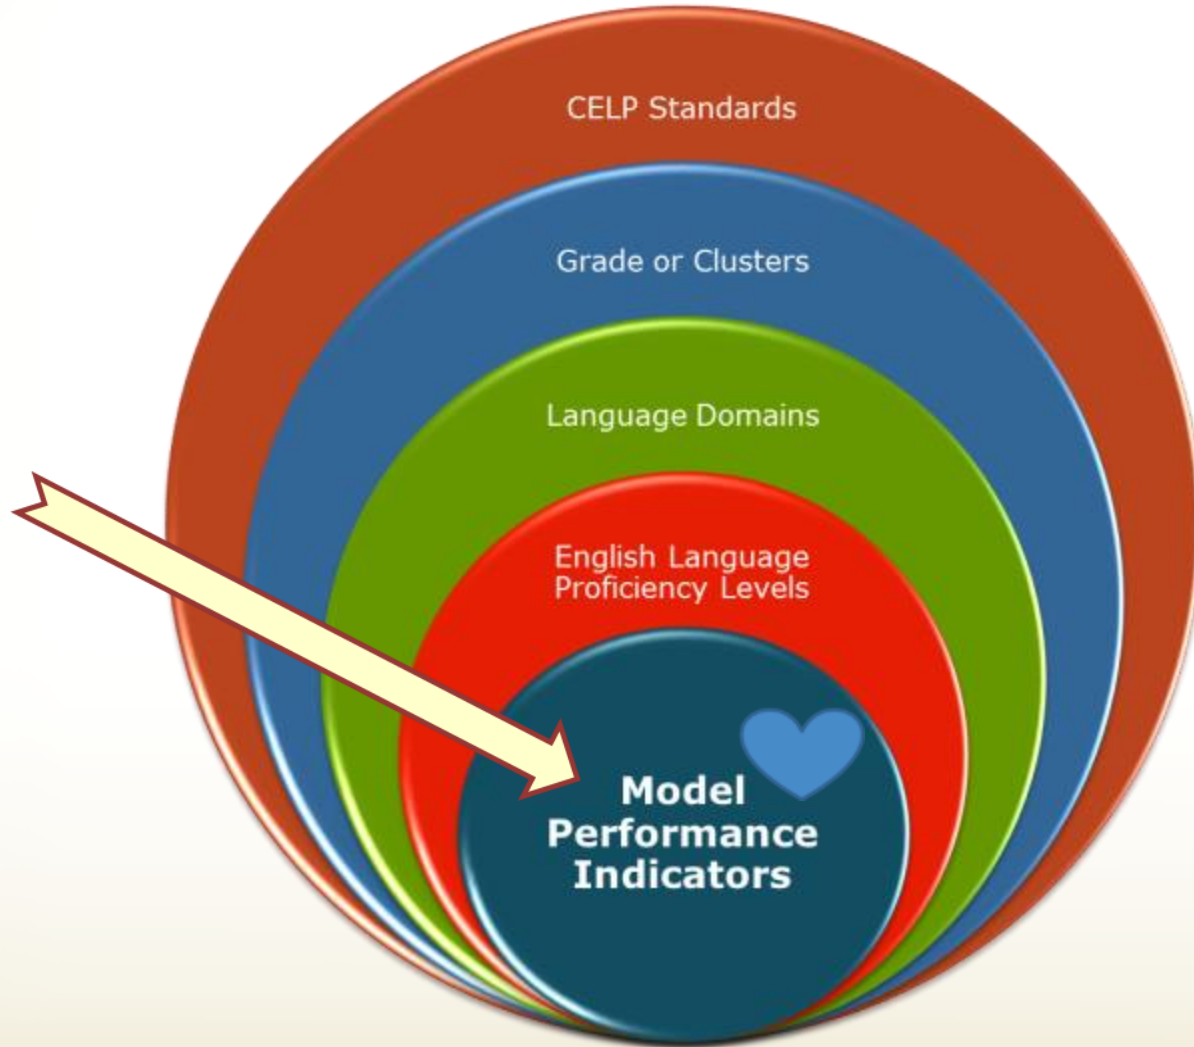 CELP Standards
Grade or Clusters
Language Domains
English Language
Proficiency Levels
Model
Performance
Indicators